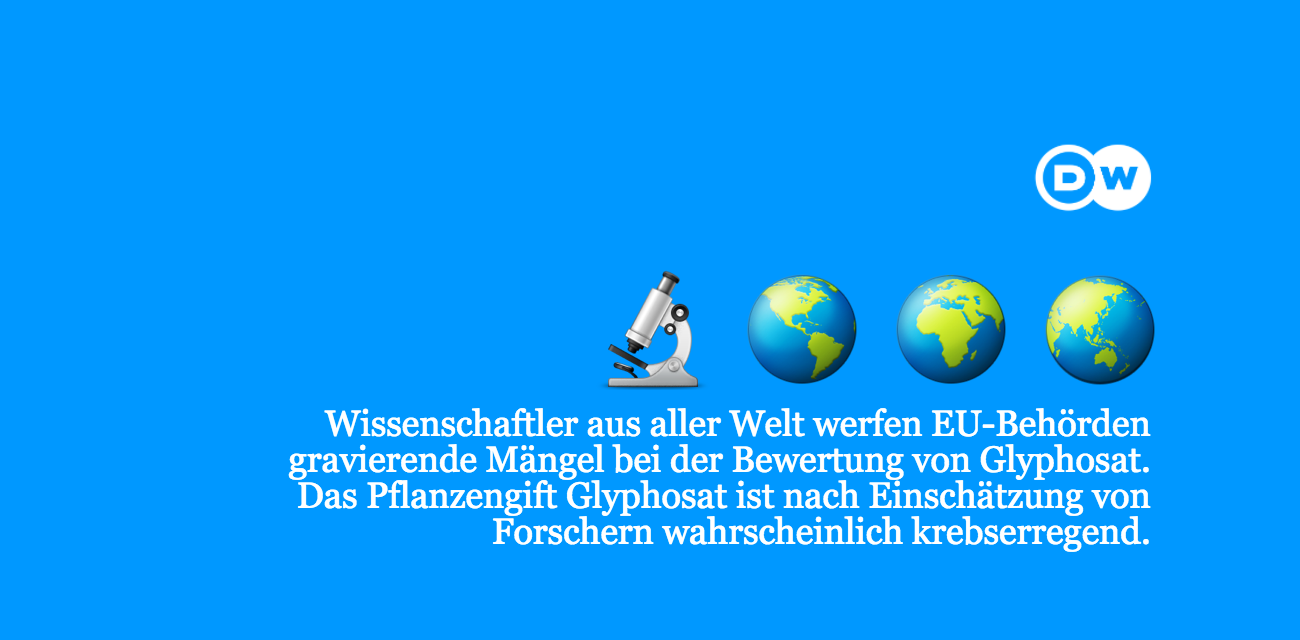 DW
Wissenschaftler aus aller Welt werfen EU-Behörden
gravierende Mängel bei der Bewertung von Glyphosat.
Das Pflanzengift Glyphosat ist nach Einschätzung von
Forschern wahrscheinlich krebserregend.